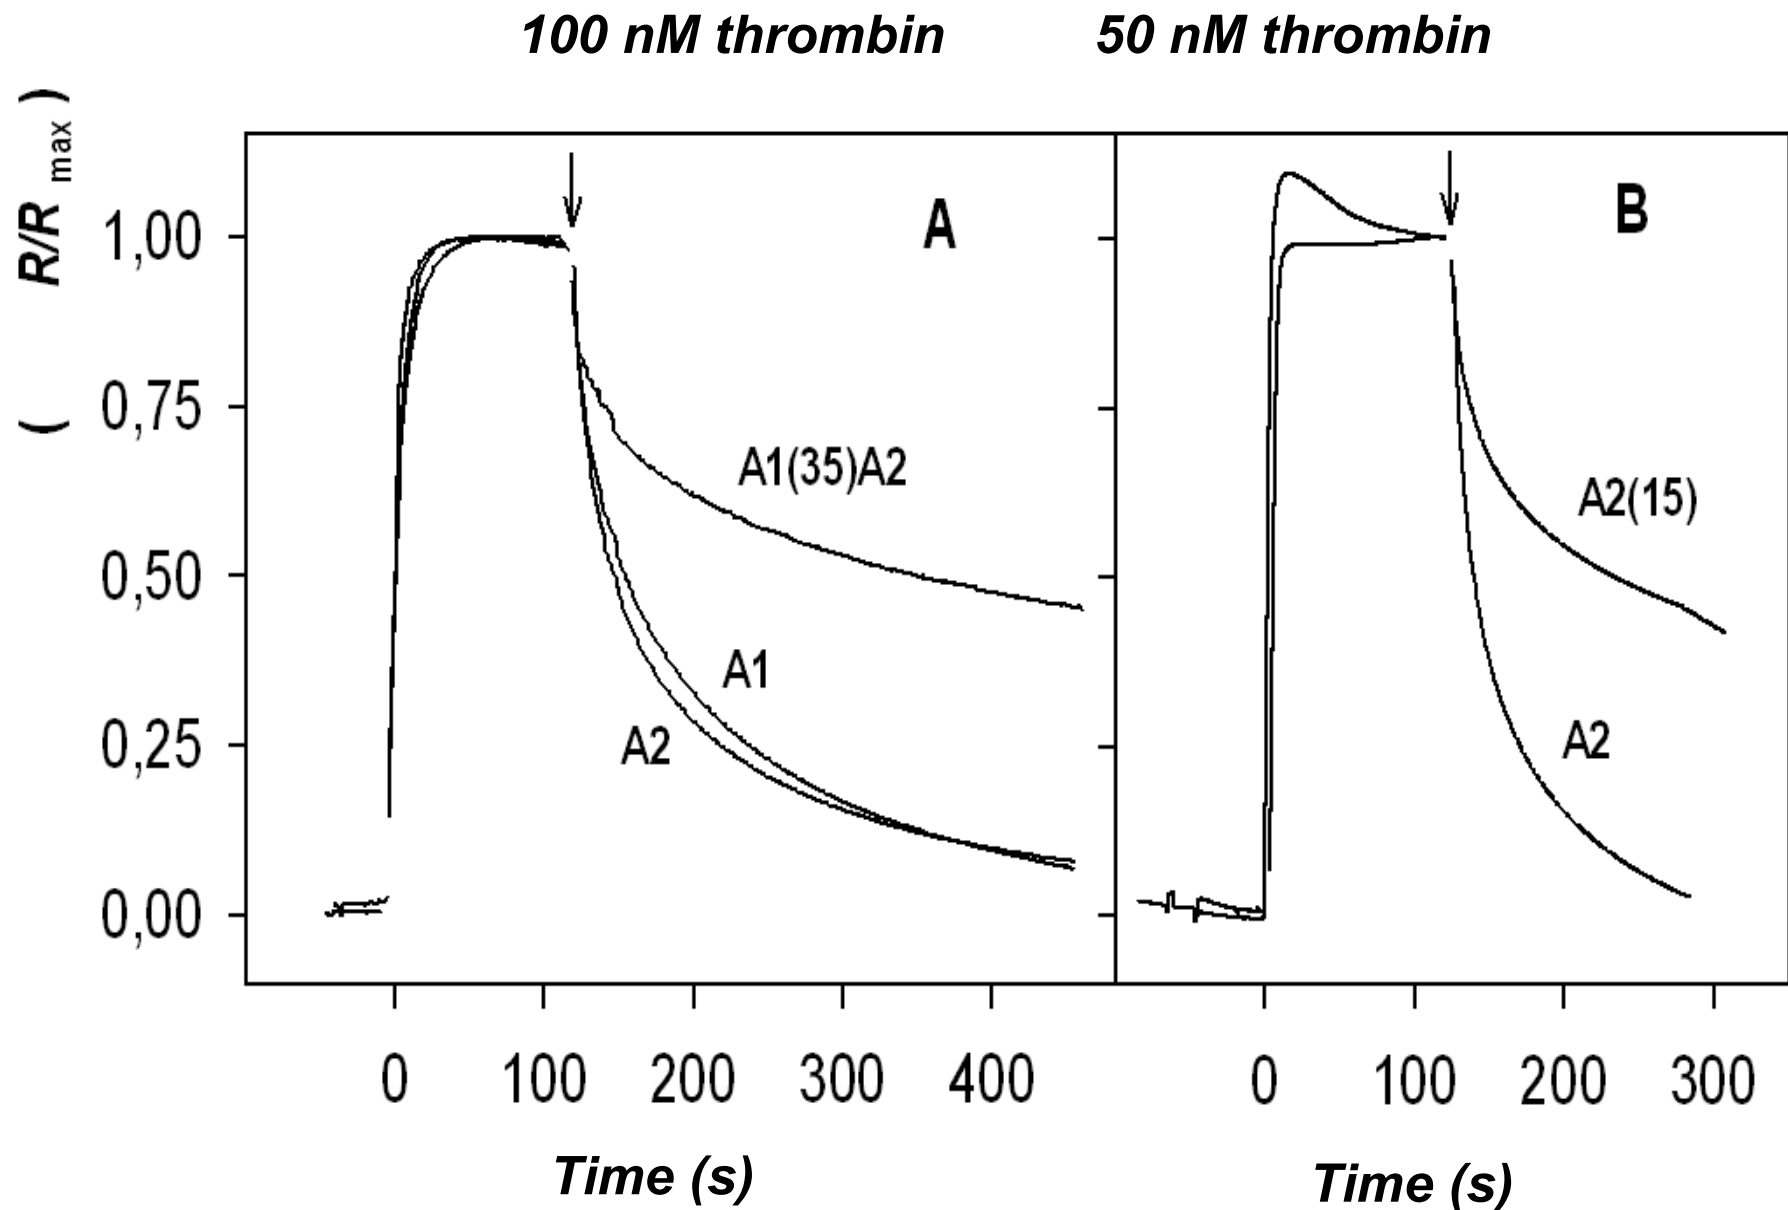 100 nM thrombin
50 nM thrombin
( R/R max )
A
B
1,00
0,75
0,50
0,25
0,00
A1(35)A2
A1
A2
A2(15)
A2
0 100 200 300 400
0 100 200 300
Time (s)
Time (s)